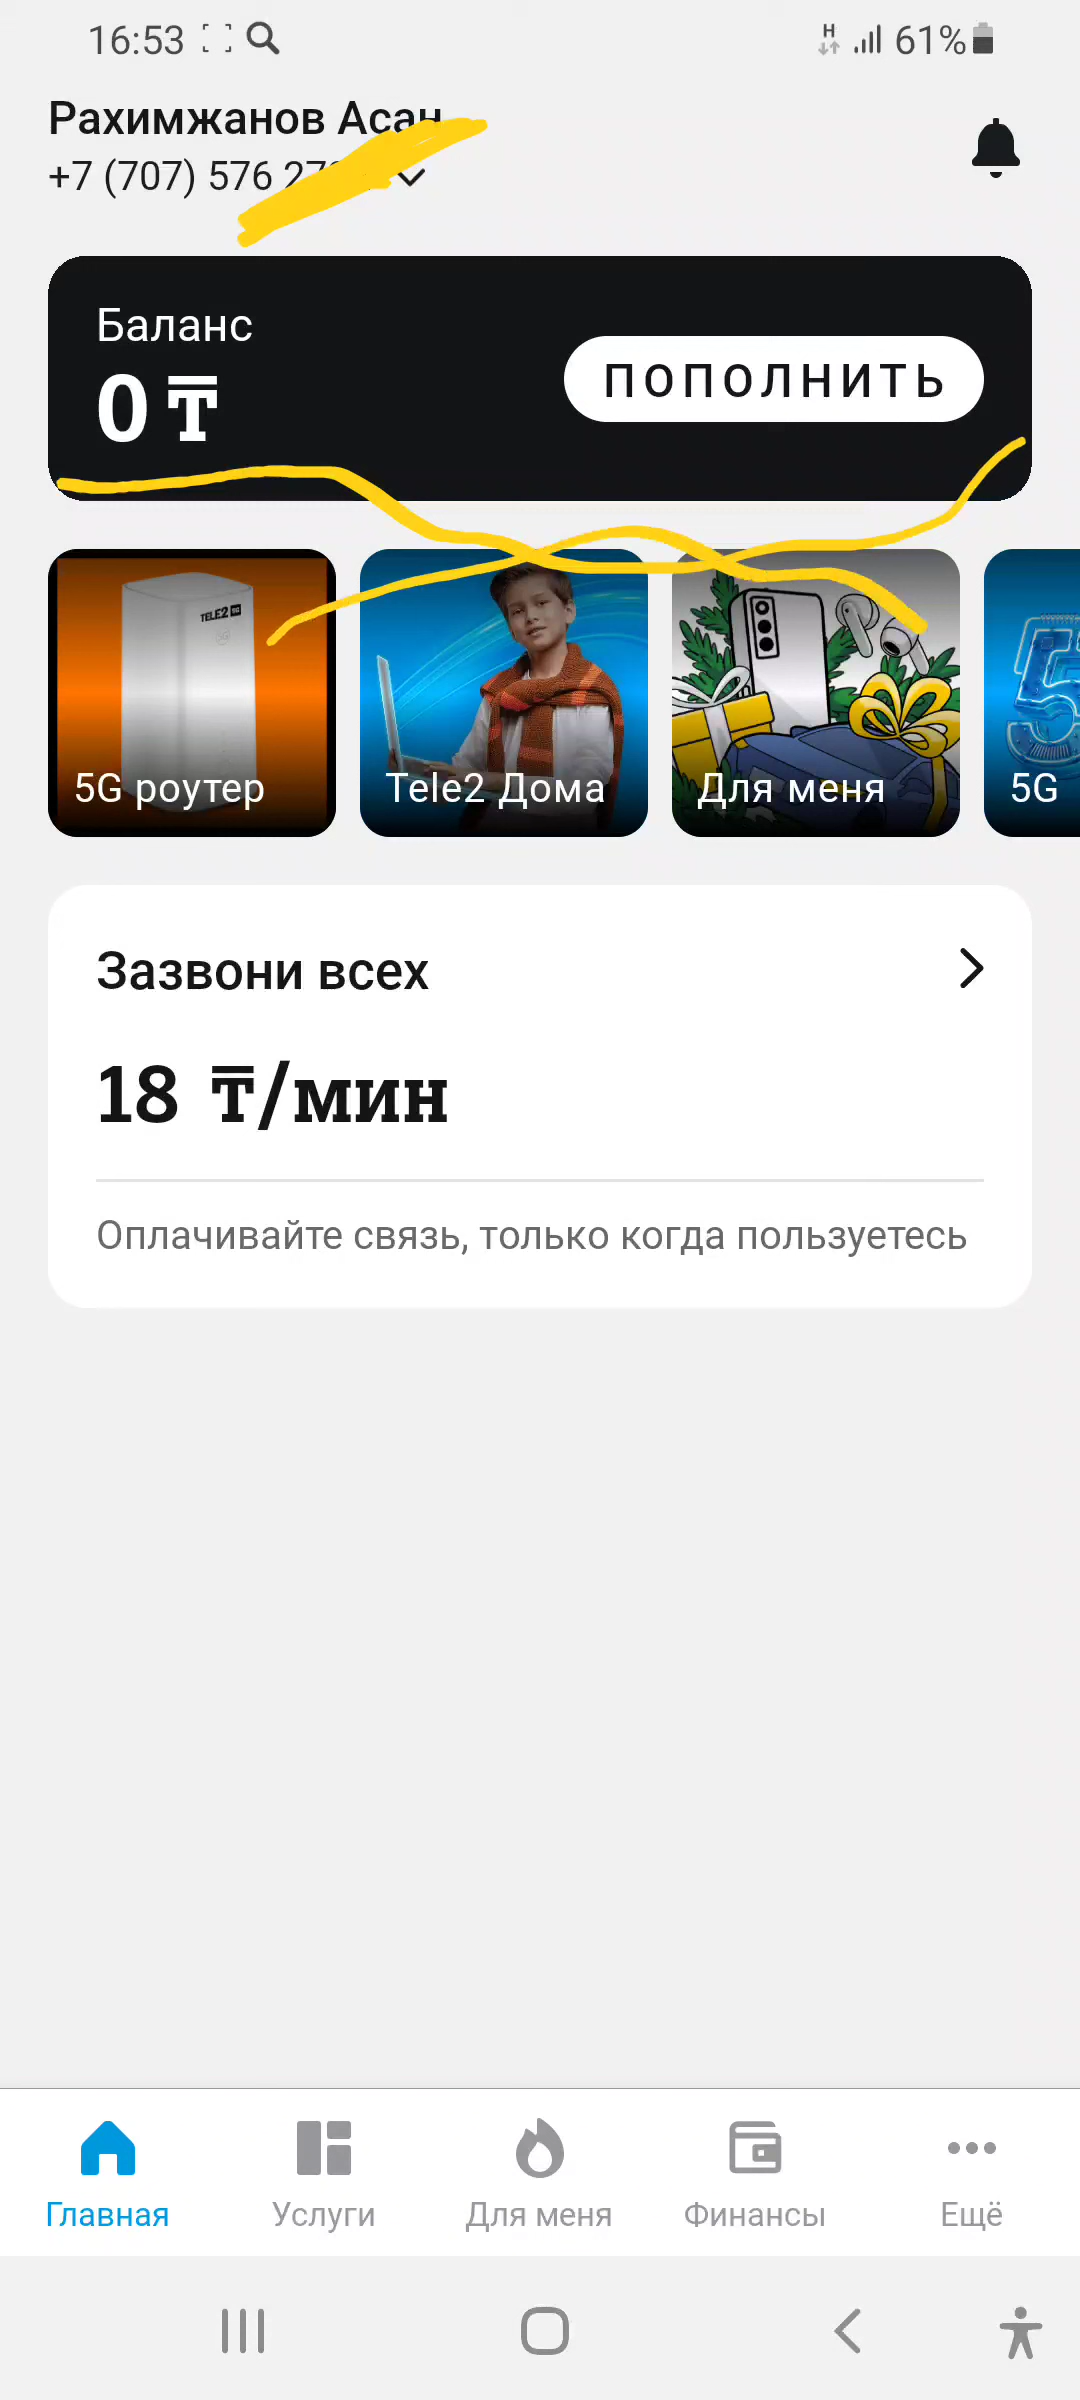 16:53 H 61%
Рахимжанов Асан
+7 (707) 576
Баланс
0 ₸
ПОПОЛНИТЬ
TELE2
5G роутер
Tele2 Дома
Для меня
5G
Зазвони всех
18 ₸/мин
Оплачивайте связь, только когда пользуетесь
Главная
Услуги
Для меня
Финансы
Ещё